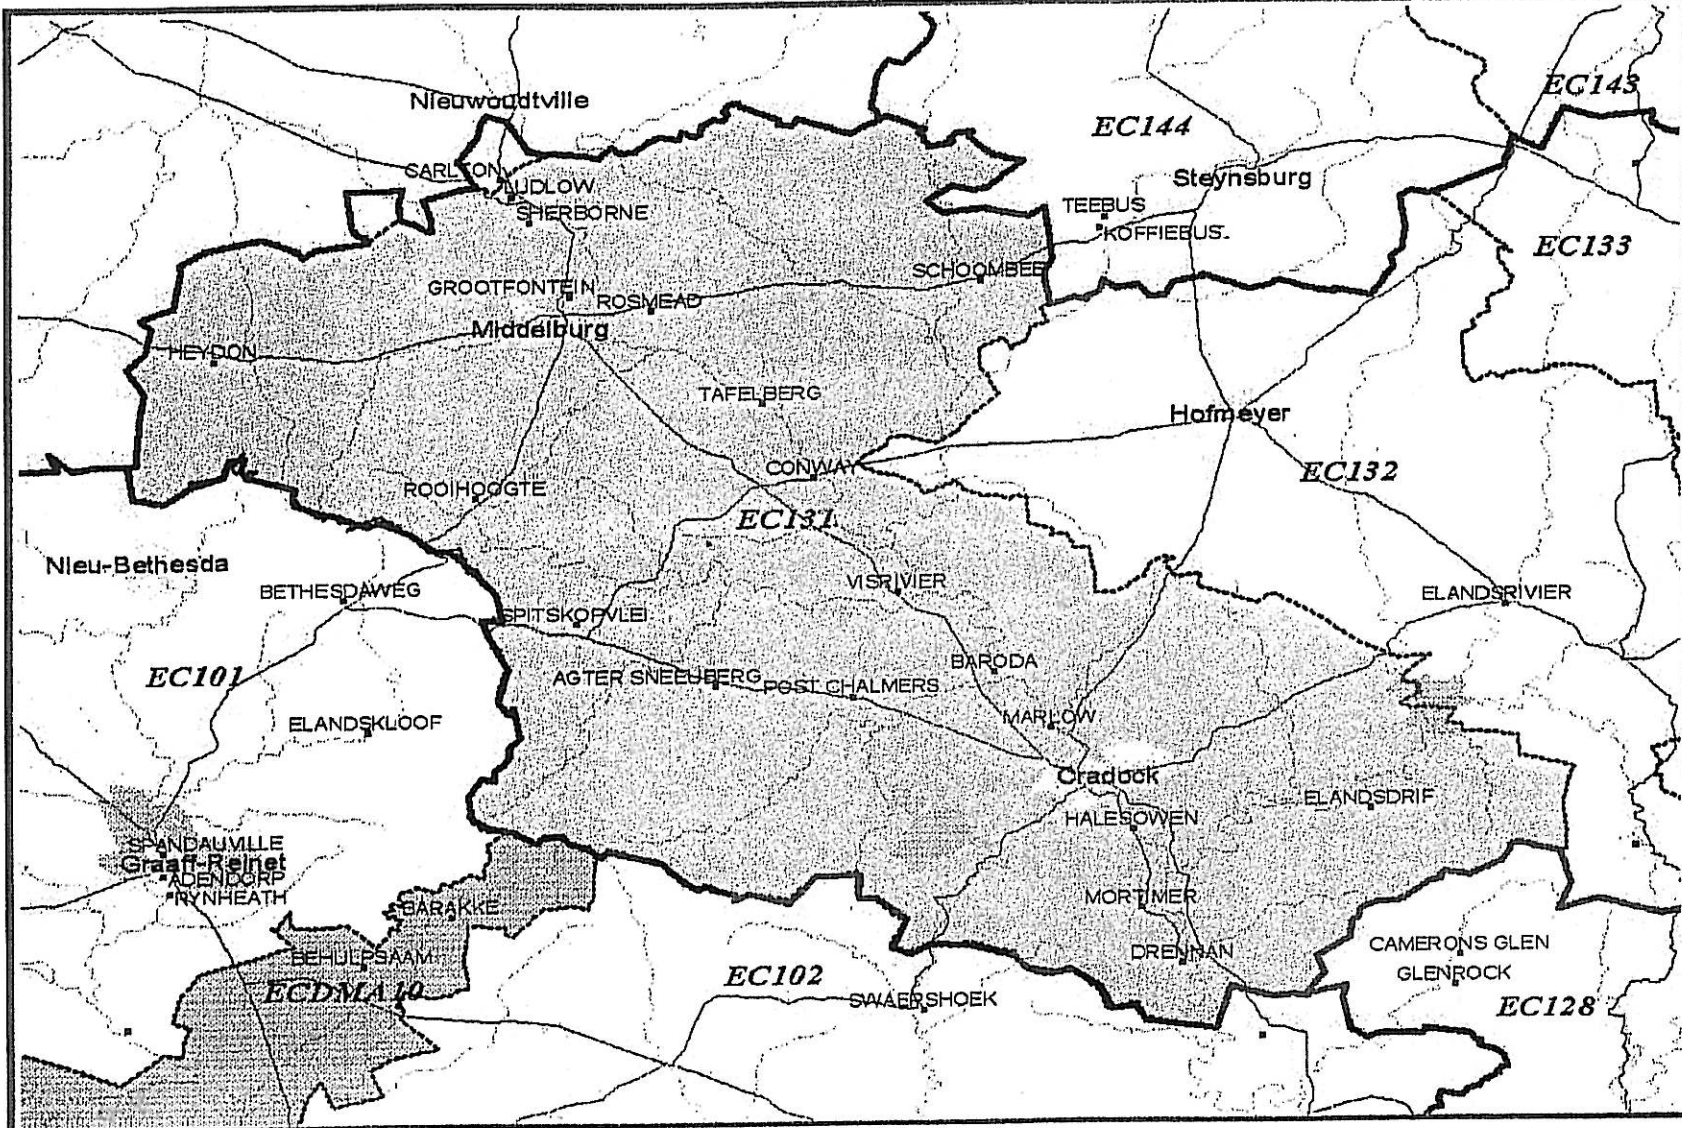 EC143
Nieuwoudtville
EC144
CARLTON
LUDLOW
Steynsburg
SHERBORNE
TEEBUS
KOFFIEBUS
EC133
SCHOOMBEE
GROOTFONTEIN
ROSMEAD
Middelburg
HEYDON
TAFELBERG
Hofmeyer
CONWAY
EC132
ROOIHOOGTE
EC131
Nieu-Bethesda
VISRIVIER
BETHESDAWEG
ELANDSRIVIER
SPITSKOPVLEI
BARODA
EC101
AGTER SNEEUBERG
POST CHALMERS
MARLOW
ELANDSKLOOF
Cradock
ELANDSDRIF
HALESOWEN
SPANDAUVILLE
Graaff-Reinet
ADENDORP
RYNHEATH
MORTIMER
BARAKKE
CAMERONS GLEN
DRENNAN
BEHULPSAAM
GLENROCK
EC102
ECDMA10
SWAERSHOEK
EC128